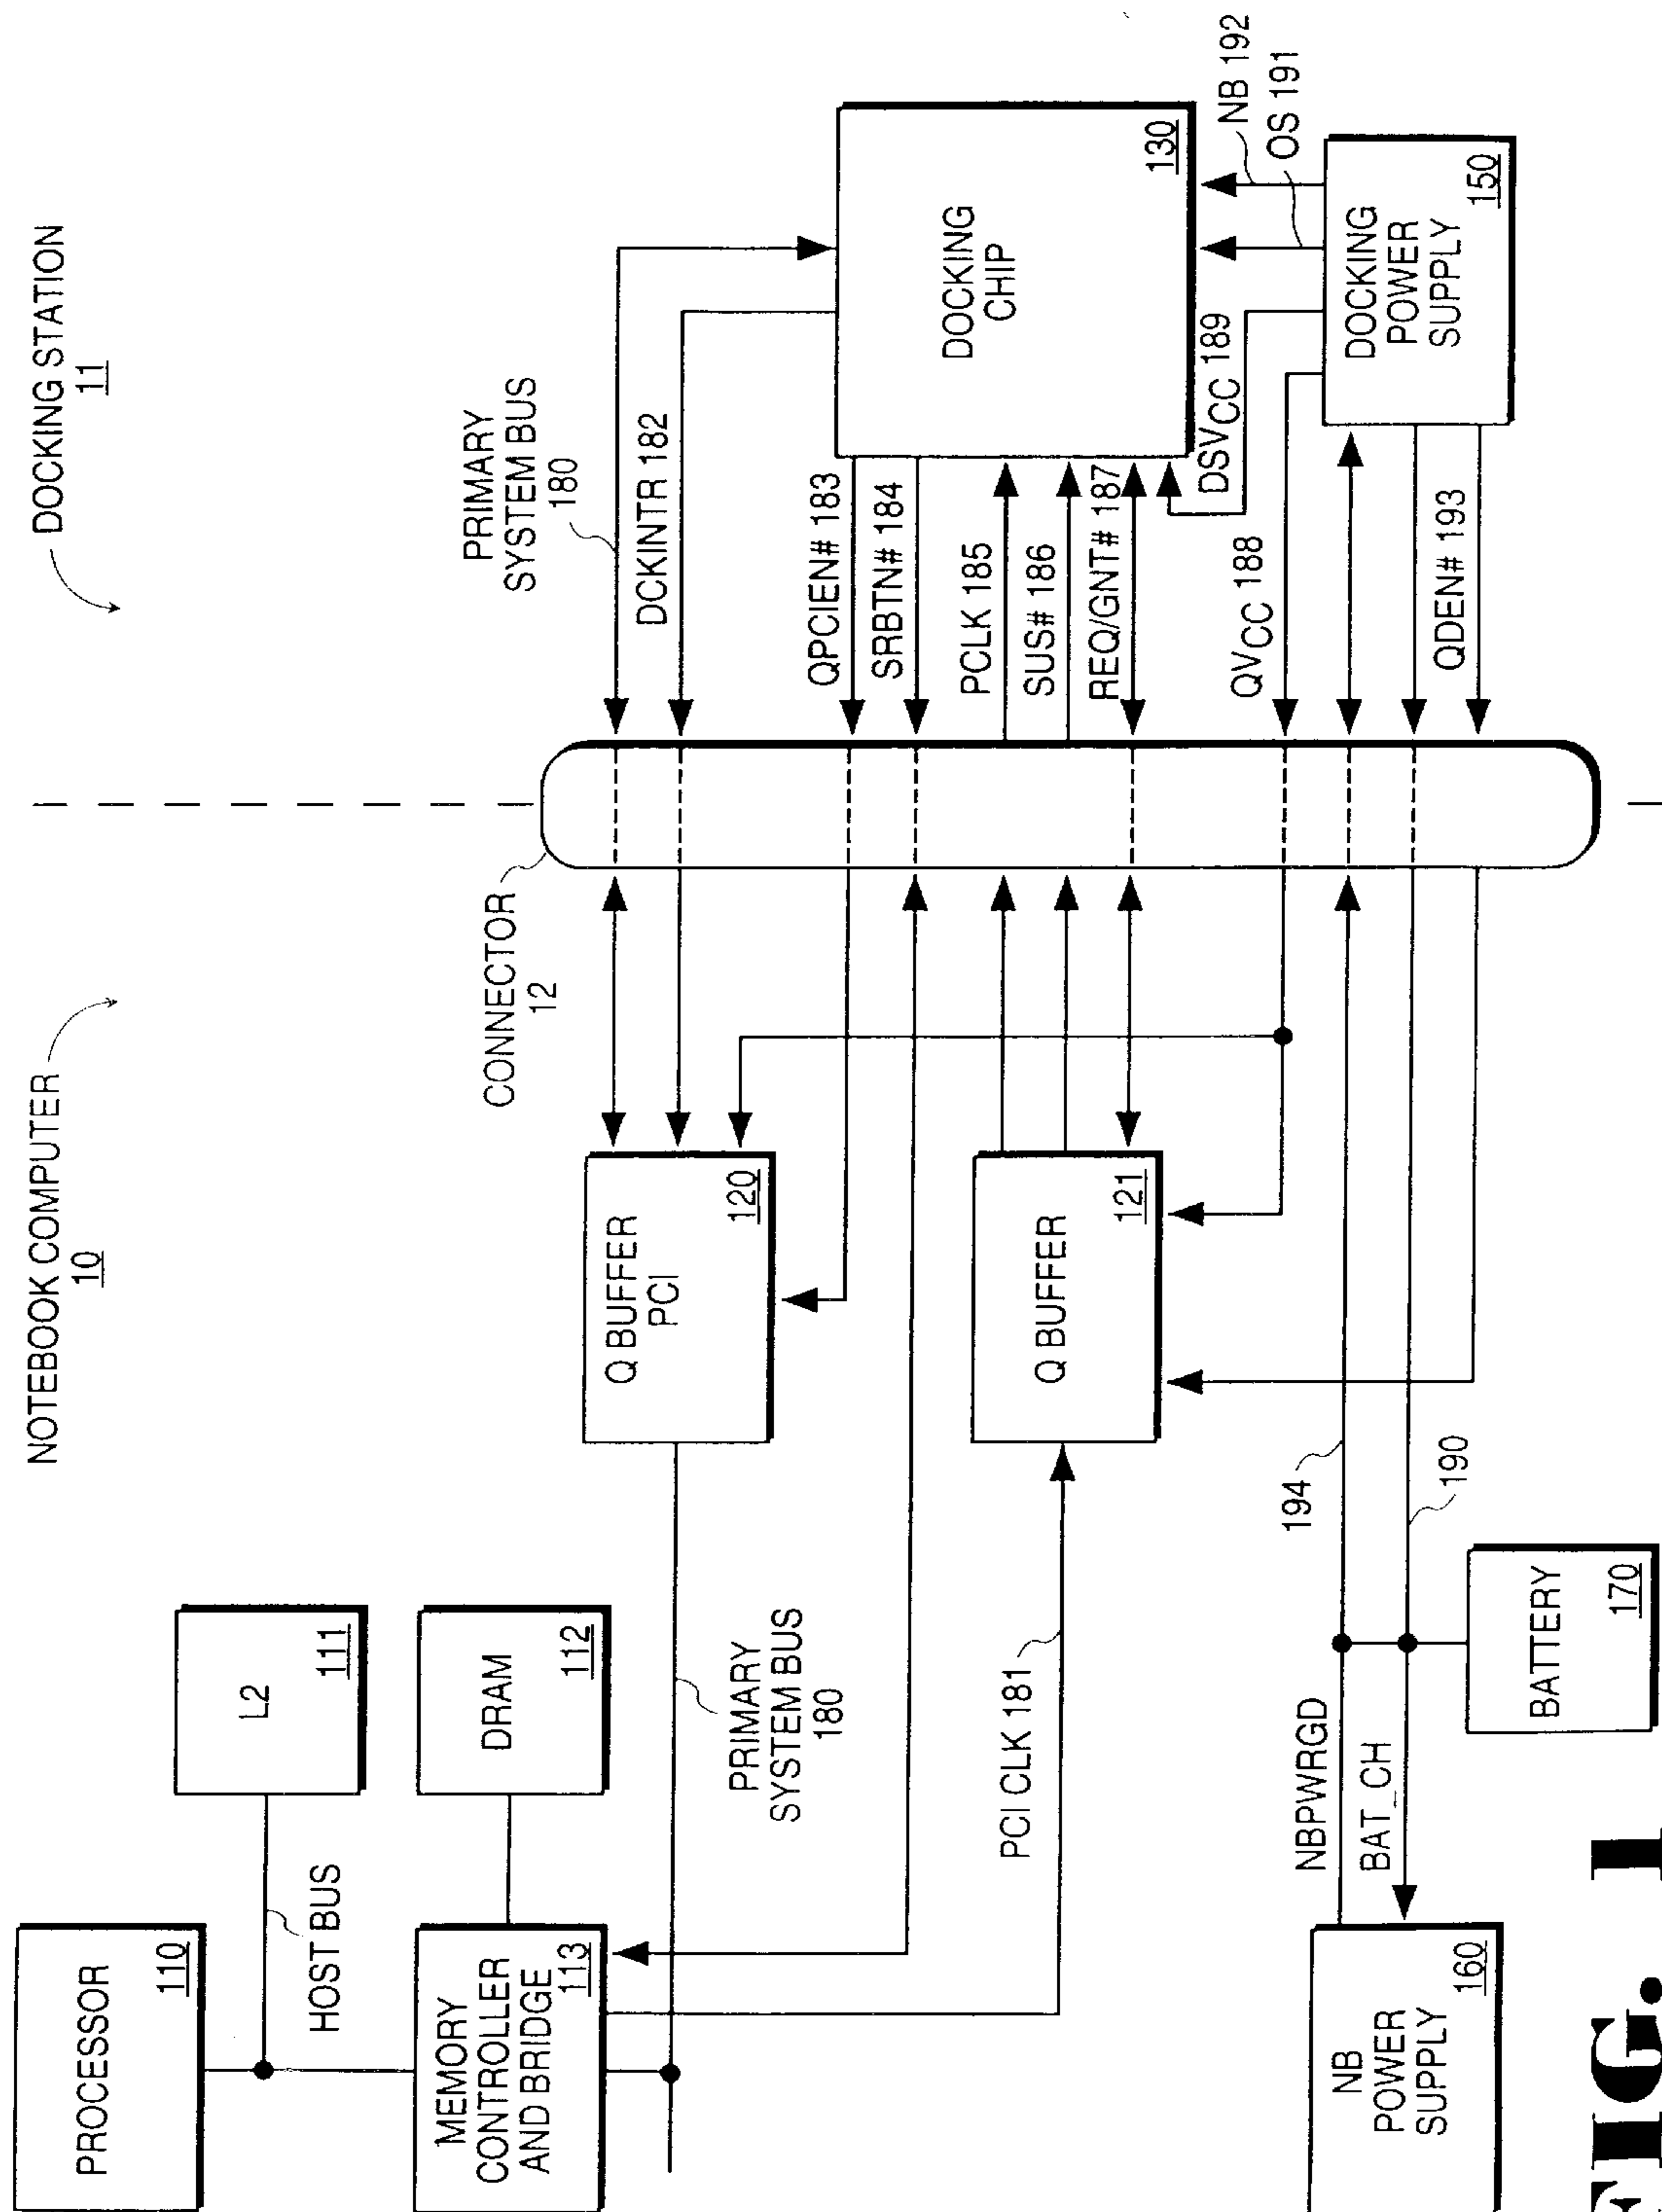 NOTEBOOK COMPUTER
10
DOCKING STATION
11
PROCESSOR
110
L2
111
HOST BUS
MEMORY
CONTROLLER
AND BRIDGE
113
DRAM
112
CONNECTOR
12
PRIMARY
SYSTEM BUS
180
DCKINTR 182
Q BUFFER
PCI
120
PRIMARY
SYSTEM BUS
180
QPCIEN# 183
SRBTN# 184
DOCKING
CHIP
130
PCLK 185
SUS# 186
REQ/GNT# 187
Q BUFFER
121
PCI CLK 181
DSVCC 189
NB 192
OS 191
QVCC 188
194
NBPWRGD
BAT_CH
190
QDEN# 193
DOCKING
POWER
SUPPLY
150
NB
POWER
SUPPLY
160
BATTERY
170
FIG. 1